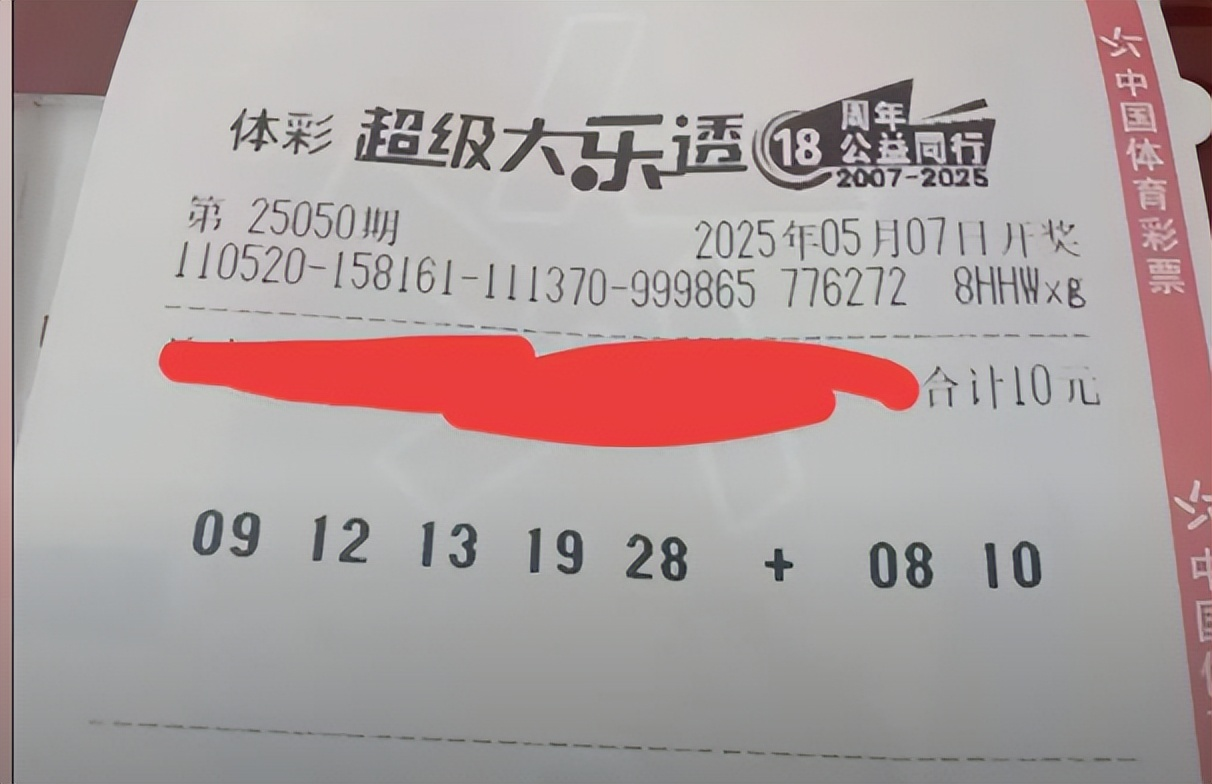 体彩 超级大乐透 18 周年 公益同行 2007-2025
第 25050期 2025年05月07日开奖
110520-158161-111370-999865 776272 8HHWxg
合计10元
09 12 13 19 28 + 08 10
中国体育彩票
中国体